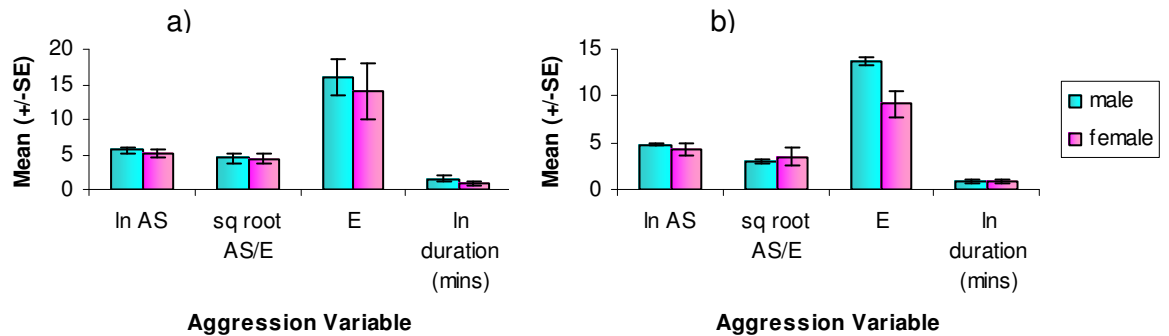 a)
Mean (+/-SE)
20
15
10
5
0
ln AS
sq root
AS/E
E
ln
duration
(mins)
Aggression Variable
b)
Mean (+/-SE)
15
10
5
0
ln AS
sq root
AS/E
E
ln
duration
(mins)
Aggression Variable
male
female